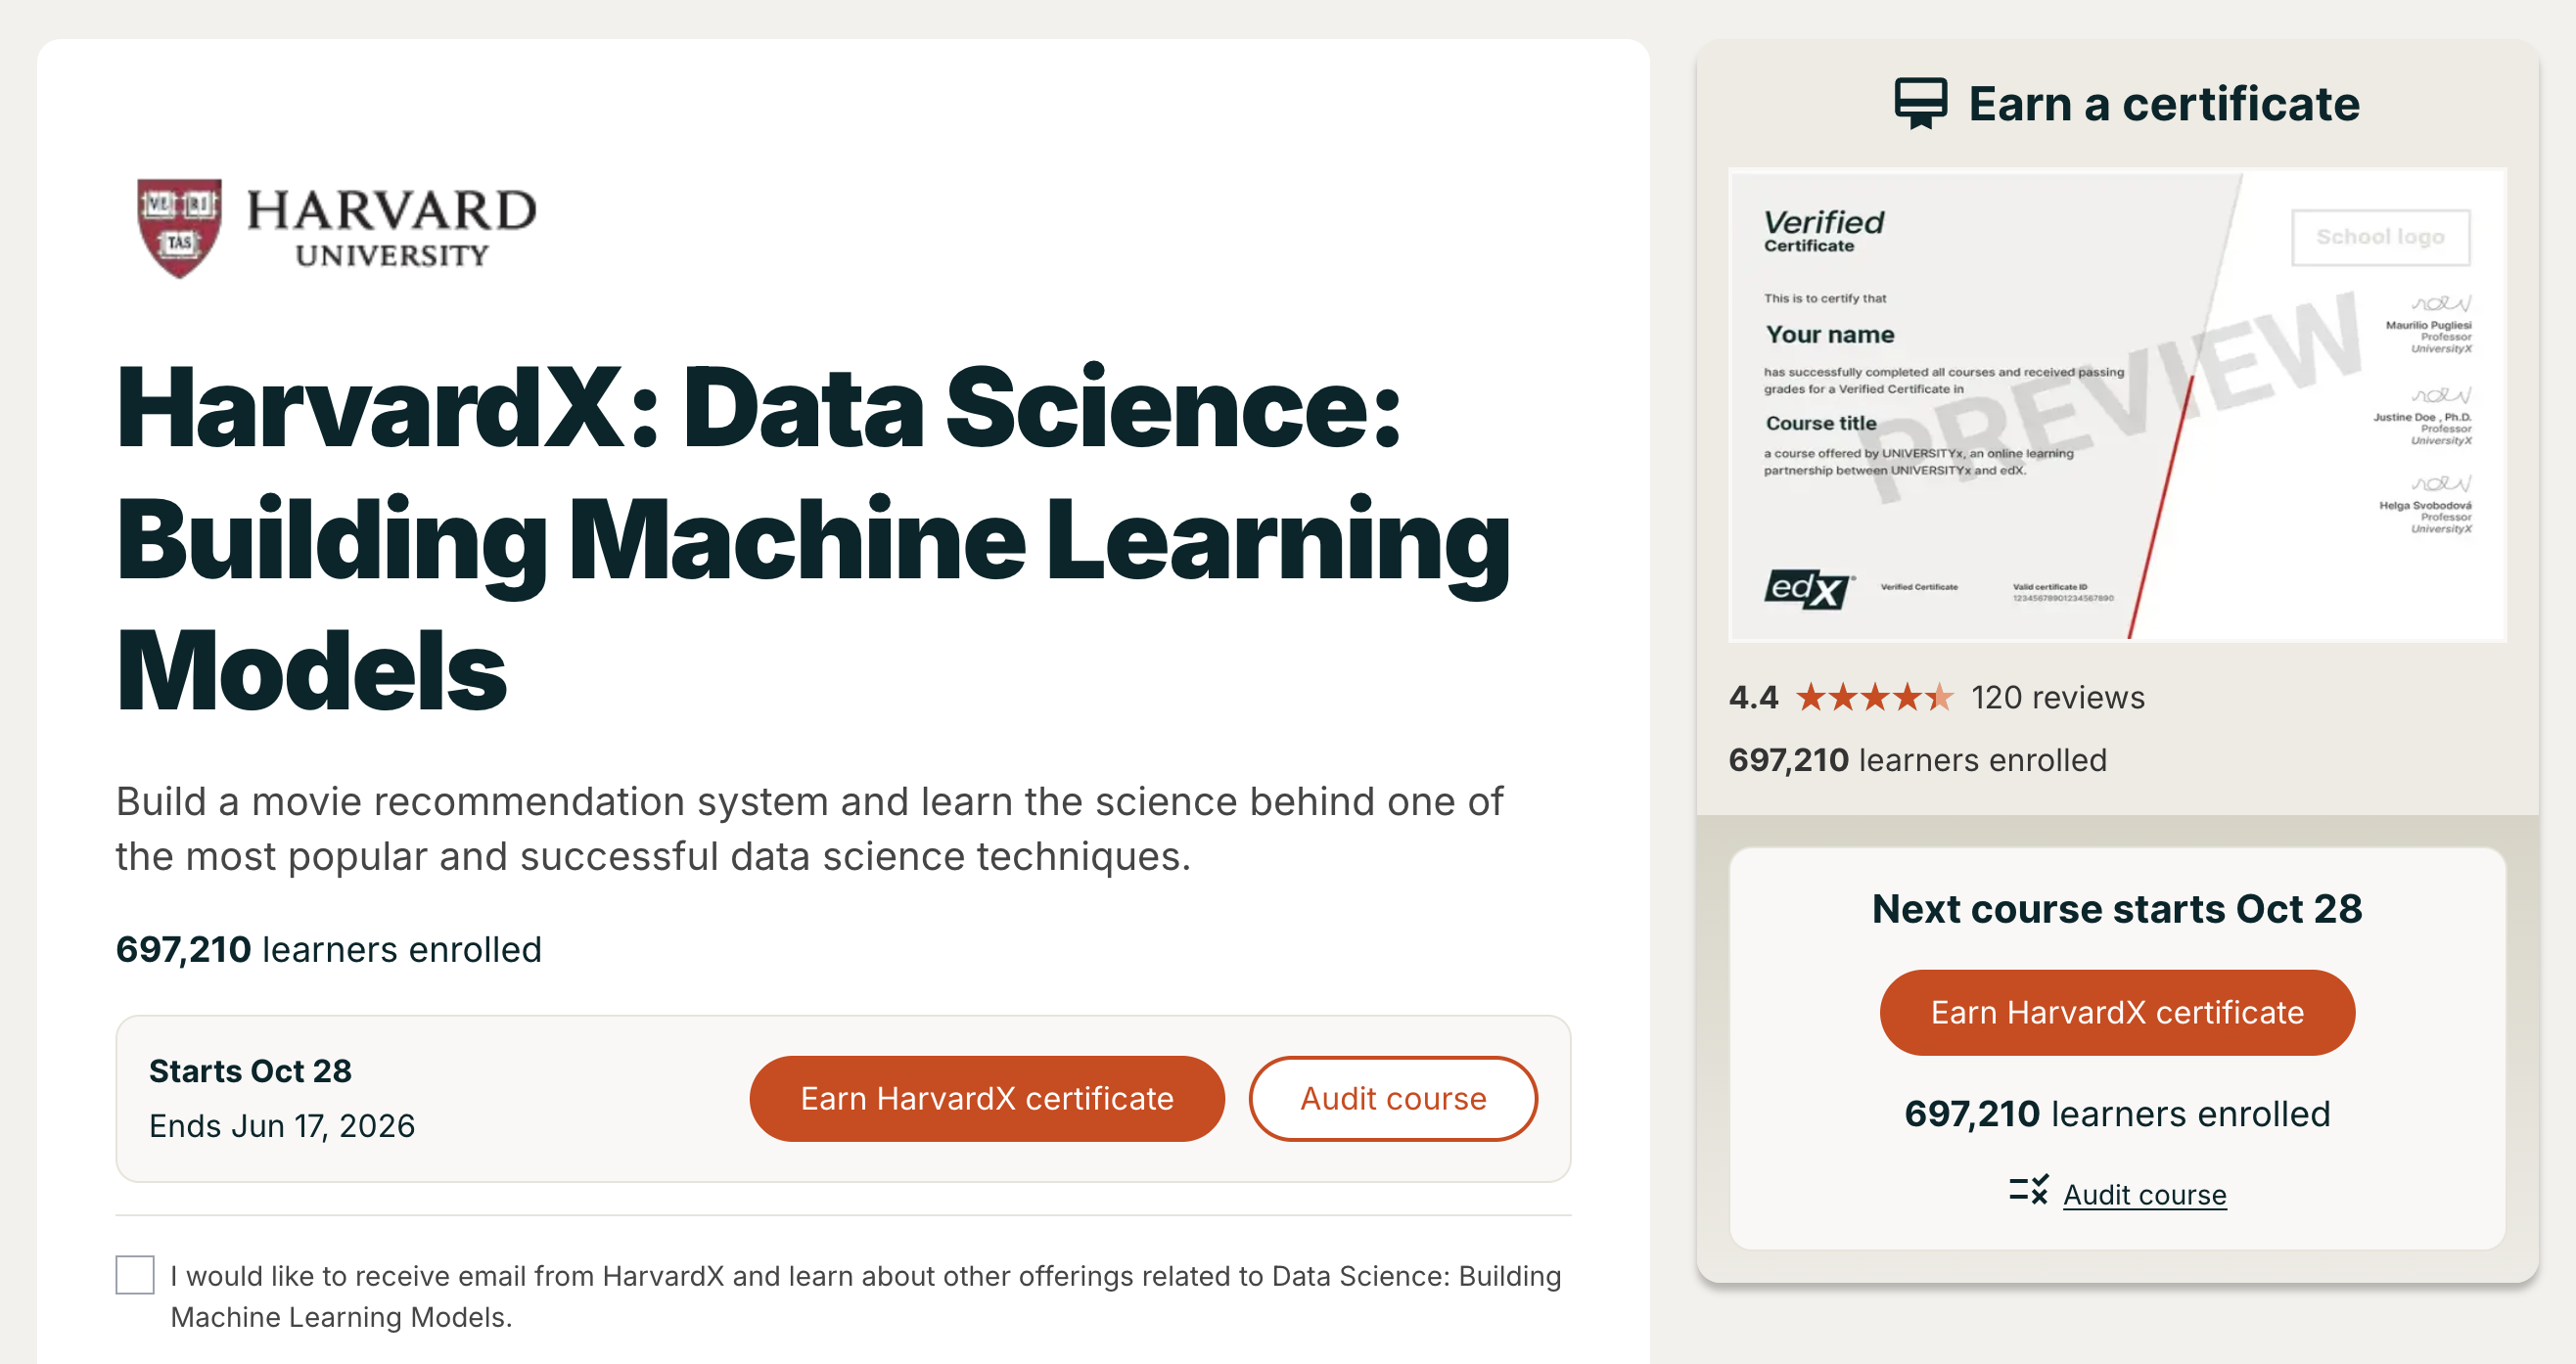 VE RI
TAS
HARVARD
UNIVERSITY
HarvardX: Data Science:
Building Machine Learning
Models
Build a movie recommendation system and learn the science behind one of
the most popular and successful data science techniques.
697,210 learners enrolled
Starts Oct 28
Ends Jun 17, 2026
Earn HarvardX certificate
Audit course
I would like to receive email from HarvardX and learn about other offerings related to Data Science: Building
Machine Learning Models.
Earn a certificate
Verified
Certificate
School logo
This is to certify that
Your name
has successfully completed all courses and received passing
grades for a Verified Certificate in
Course title
a course offered by UNIVERSITYx, an online learning
partnership between UNIVERSITYx and edX.
PREVIEW
Maurilio Pugliesi
Professor
UniversityX
Justine Doe , Ph.D.
Professor
UniversityX
Helga Svobodová
Professor
UniversityX
edX
Verified Certificate
Valid certificate ID
12345678901234567890
4.4 ★★★★★ 120 reviews
697,210 learners enrolled
Next course starts Oct 28
Earn HarvardX certificate
697,210 learners enrolled
Audit course